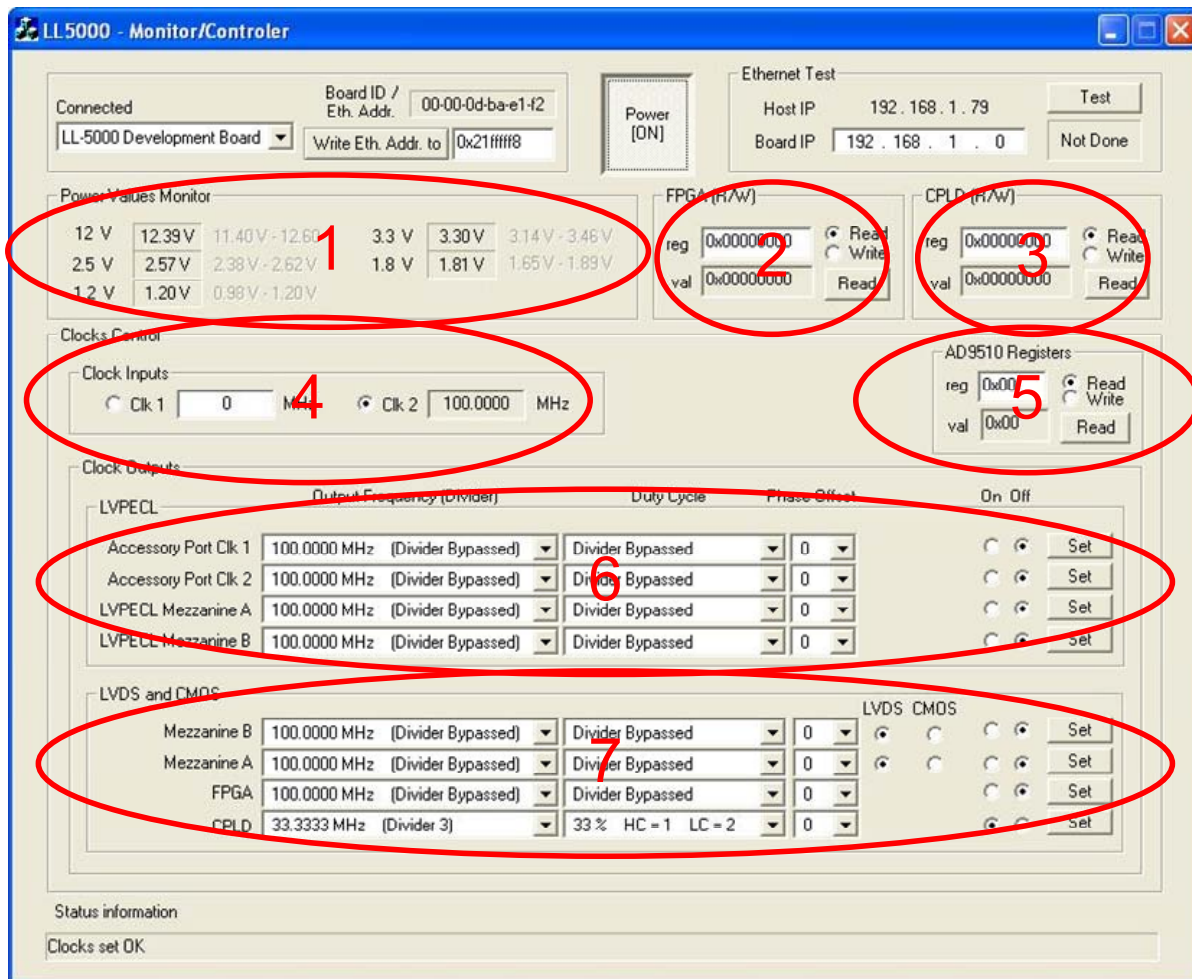 LL5000 - Monitor/Controler
Connected
LL-5000 Development Board
Board ID /
Eth. Addr.
00-00-0d-ba-e1-f2
Write Eth. Addr. to
0x21fffff8
Power
[ON]
Ethernet Test
Host IP 192.168.1.79 Test
Board IP 192 . 168 . 1 . 0 Not Done
Power Values Monitor
12 V 12.39 V 11.40 V - 12.60 3.3 V 3.30 V 3.14 V - 3.46 V
2.5 V 2.57 V 2.38 V - 2.62 V 1.8 V 1.81 V 1.65 V - 1.89 V
1.2 V 1.20 V 0.98 V - 1.20 V
1
FPGA (R/W)
reg 0x00000000 Read
Write
val 0x00000000 Read
2
CPLD (R/W)
reg 0x00000000 Read
Write
val 0x00000000 Read
3
Clocks Control
Clock Inputs
Clk 1 0 MHz Clk 2 100.0000 MHz
4
AD9510 Registers
reg 0x00 Read
Write
val 0x00 Read
5
Clock Outputs
Output Frequency (Divider) Duty Cycle Phase Offset On Off
LVPECL
Accessory Port Clk 1 100.0000 MHz (Divider Bypassed) Divider Bypassed 0 Set
Accessory Port Clk 2 100.0000 MHz (Divider Bypassed) Divider Bypassed 0 Set
LVPECL Mezzanine A 100.0000 MHz (Divider Bypassed) Divider Bypassed 0 Set
LVPECL Mezzanine B 100.0000 MHz (Divider Bypassed) Divider Bypassed 0 Set
6
LVDS and CMOS
LVDS CMOS
Mezzanine B 100.0000 MHz (Divider Bypassed) Divider Bypassed 0 Set
Mezzanine A 100.0000 MHz (Divider Bypassed) Divider Bypassed 0 Set
FPGA 100.0000 MHz (Divider Bypassed) Divider Bypassed 0 Set
CPLD 33.3333 MHz (Divider 3) 33 % HC = 1 LC = 2 0 Set
7
Status information
Clocks set OK